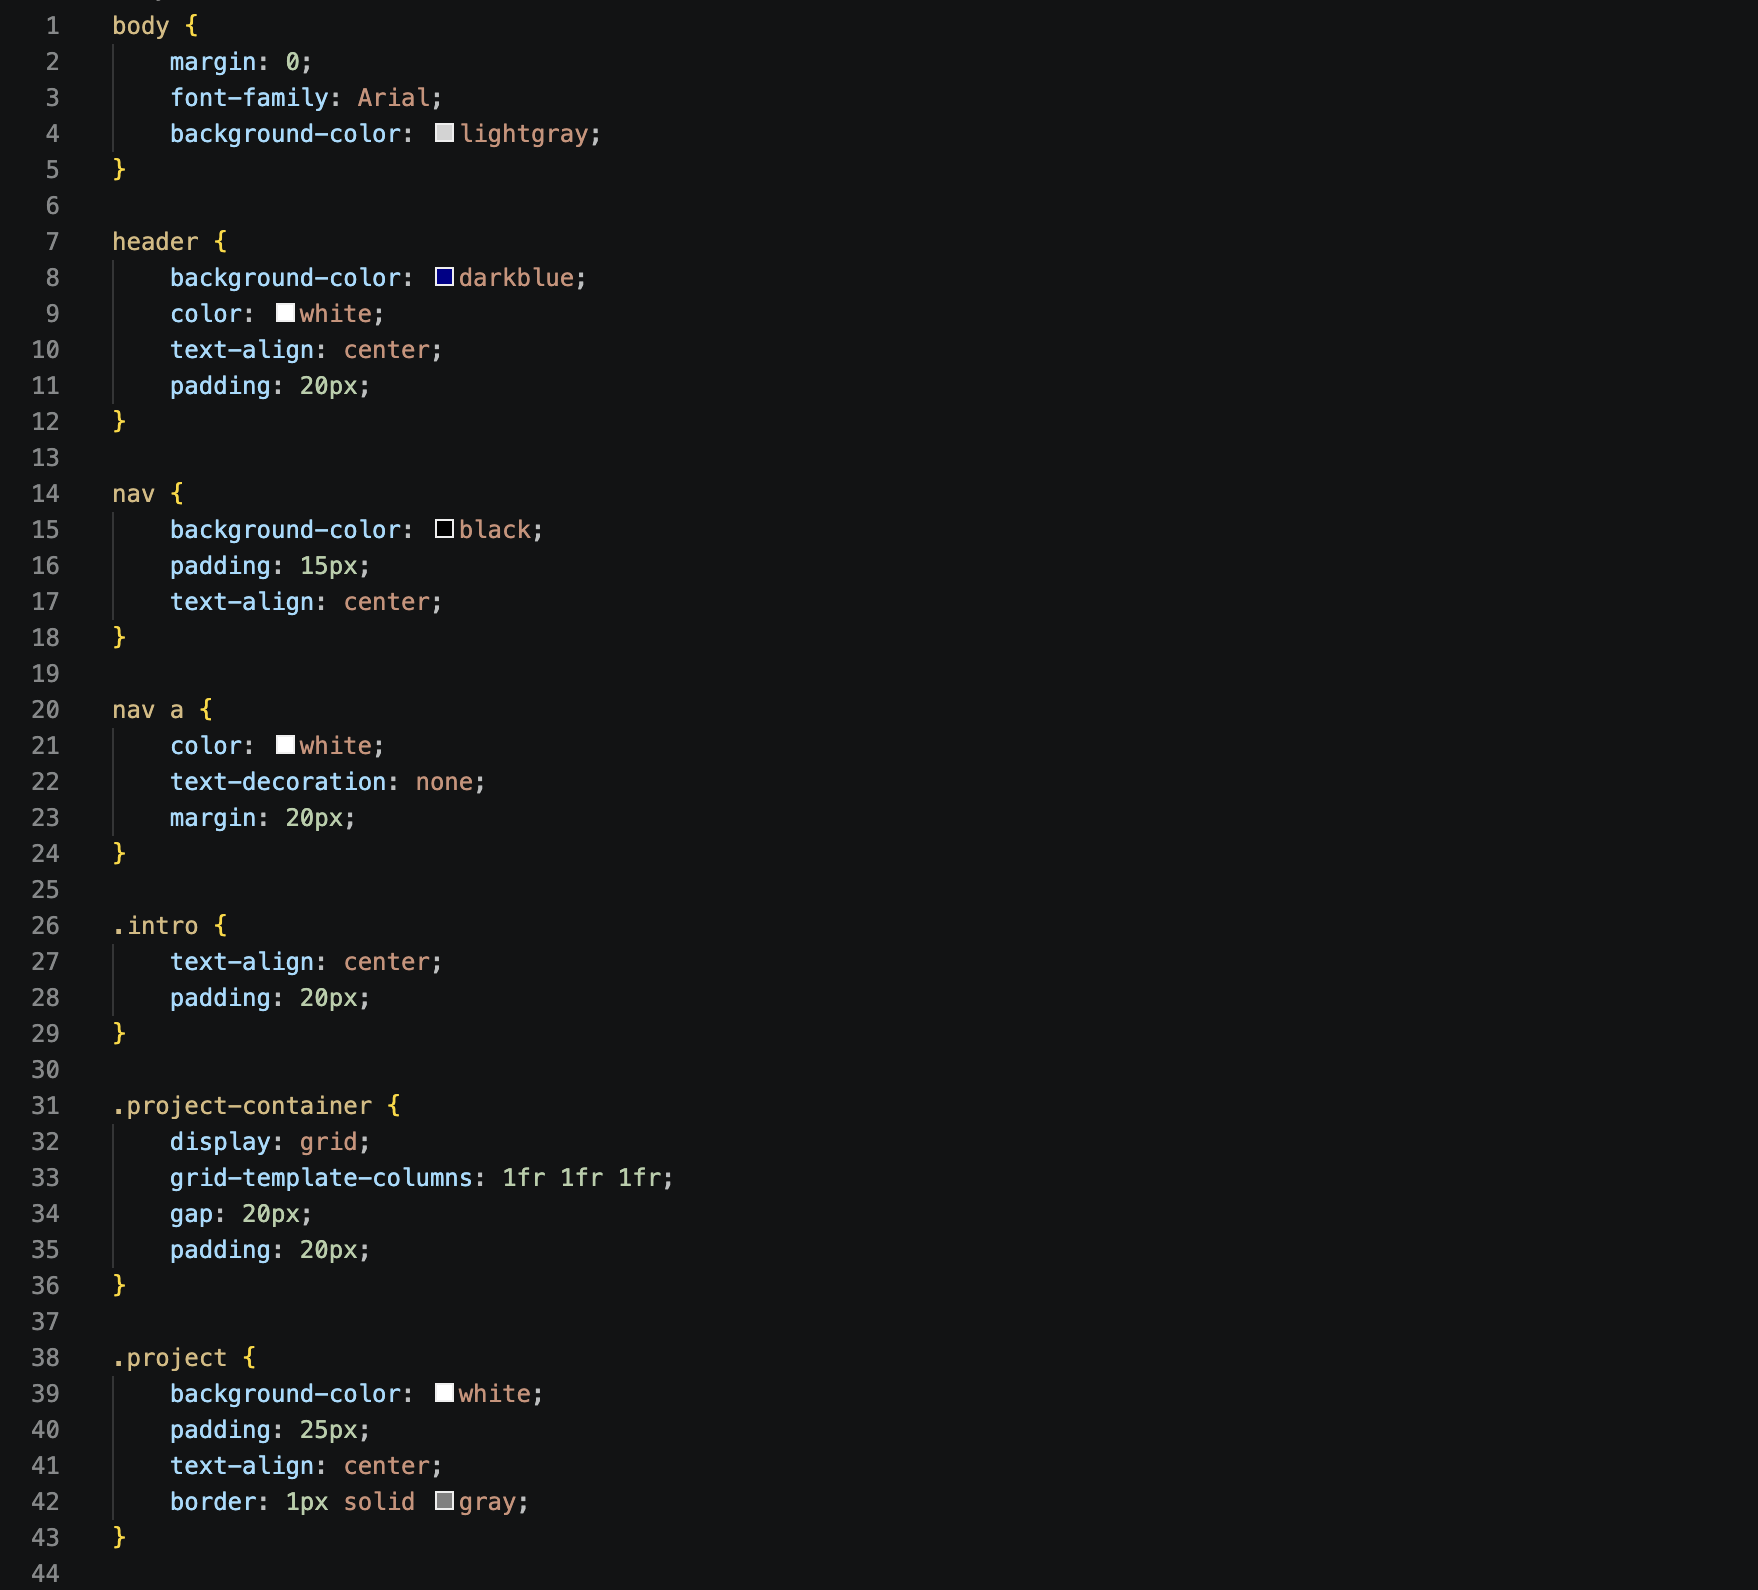 1 body {
2     margin: 0;
3     font-family: Arial;
4     background-color: lightgray;
5 }
6
7 header {
8     background-color: darkblue;
9     color: white;
10     text-align: center;
11     padding: 20px;
12 }
13
14 nav {
15     background-color: black;
16     padding: 15px;
17     text-align: center;
18 }
19
20 nav a {
21     color: white;
22     text-decoration: none;
23     margin: 20px;
24 }
25
26 .intro {
27     text-align: center;
28     padding: 20px;
29 }
30
31 .project-container {
32     display: grid;
33     grid-template-columns: 1fr 1fr 1fr;
34     gap: 20px;
35     padding: 20px;
36 }
37
38 .project {
39     background-color: white;
40     padding: 25px;
41     text-align: center;
42     border: 1px solid gray;
43 }
44